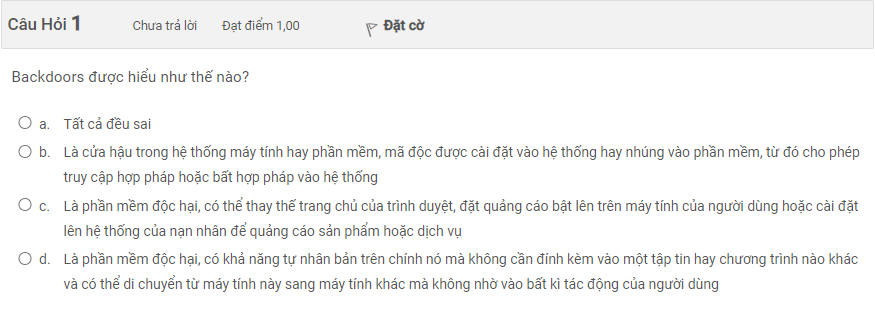 Câu Hỏi 1 Chưa trả lời Đạt điểm 1,00 Đặt cờ
Backdoors được hiểu như thế nào?
a. Tất cả đều sai
b. Là cửa hậu trong hệ thống máy tính hay phần mềm, mã độc được cài đặt vào hệ thống hay nhúng vào phần mềm, từ đó cho phép
truy cập hợp pháp hoặc bất hợp pháp vào hệ thống
c. Là phần mềm độc hại, có thể thay thế trang chủ của trình duyệt, đặt quảng cáo bật lên trên máy tính của người dùng hoặc cài đặt
lên hệ thống của nạn nhân để quảng cáo sản phẩm hoặc dịch vụ
d. Là phần mềm độc hại, có khả năng tự nhân bản trên chính nó mà không cần đính kèm vào một tập tin hay chương trình nào khác
và có thể di chuyển từ máy tính này sang máy tính khác mà không nhờ vào bất kì tác động của người dùng